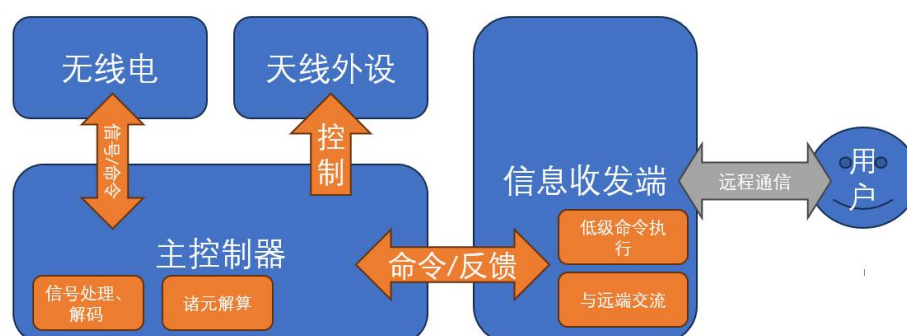 无线电
天线外设
信号/命令
控
制
主控制器
信号处理、
解码
诸元解算
命令/反馈
信息收发端
低级命令执
行
与远端交流
远程通信
用
户